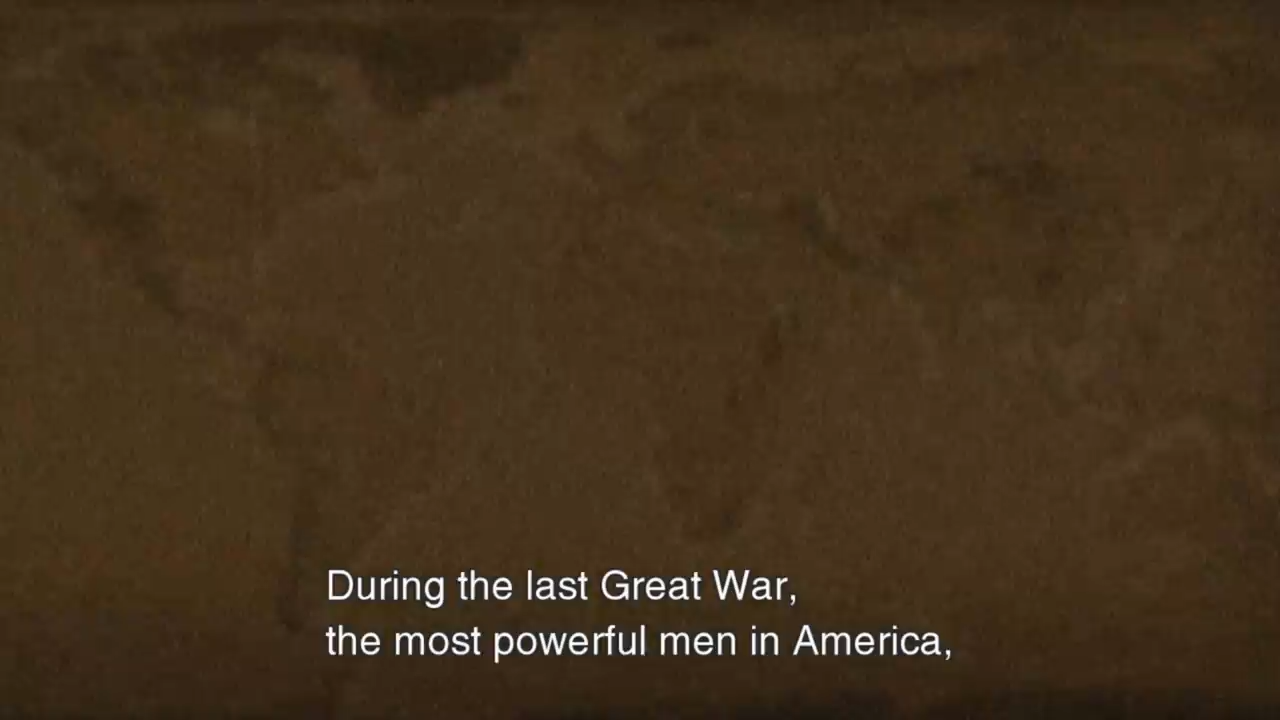 During the last Great War,
the most powerful men in America,